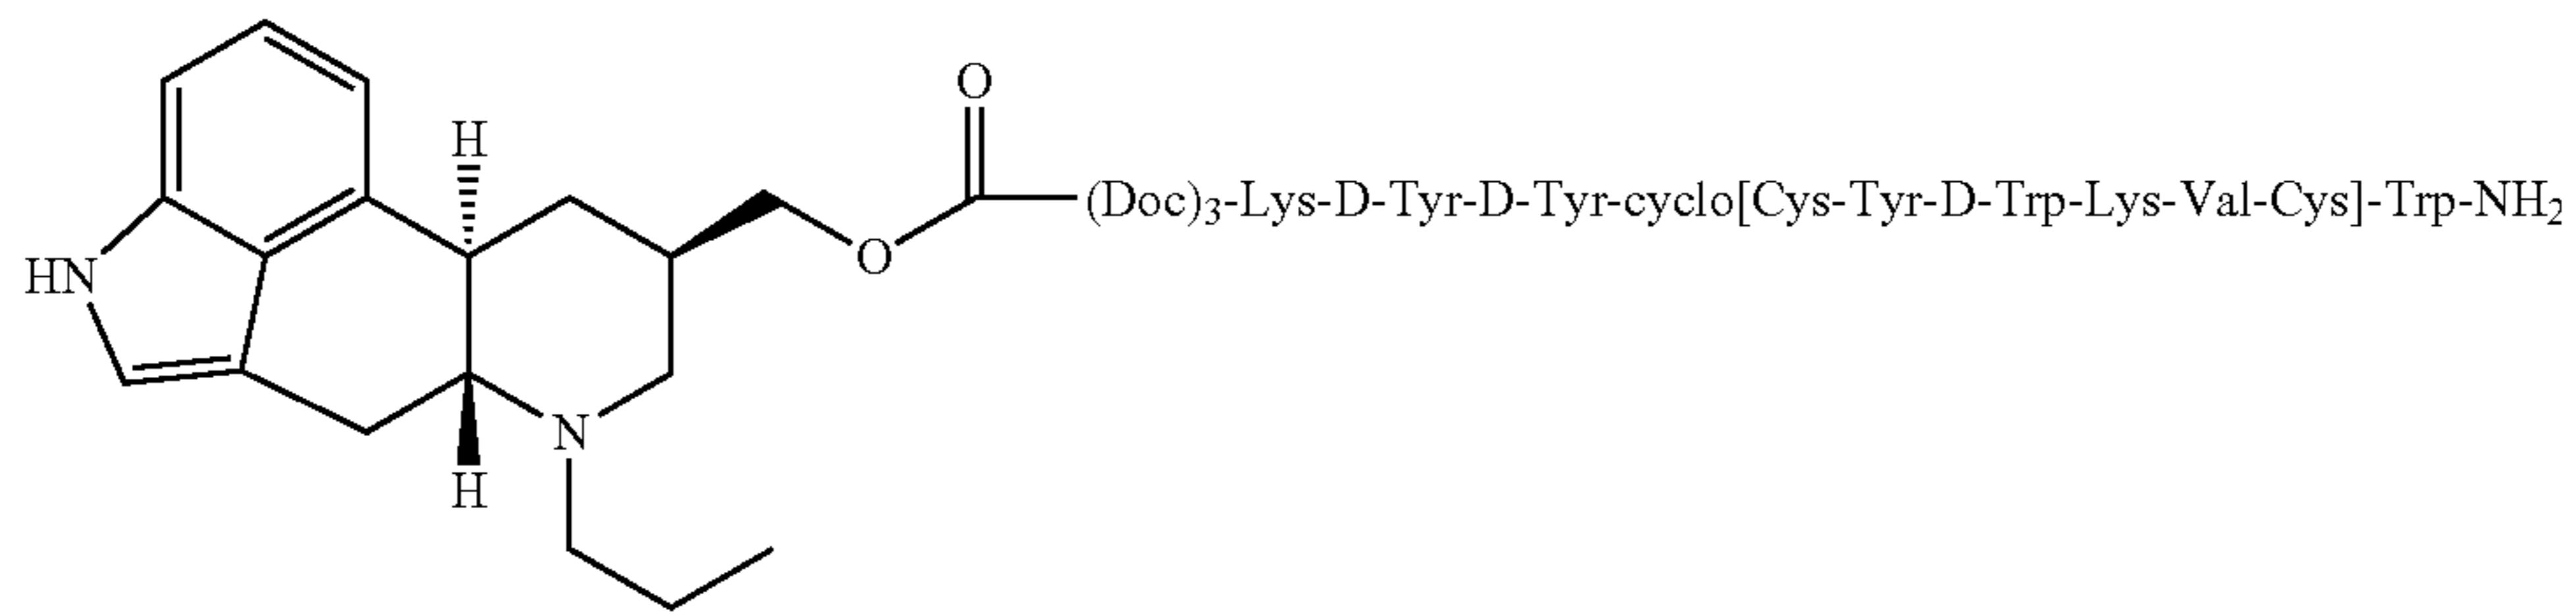 O
H
(Doc)₃-Lys-D-Tyr-D-Tyr-cyclo[Cys-Tyr-D-Trp-Lys-Val-Cys]-Trp-NH₂
O
HN
N
H